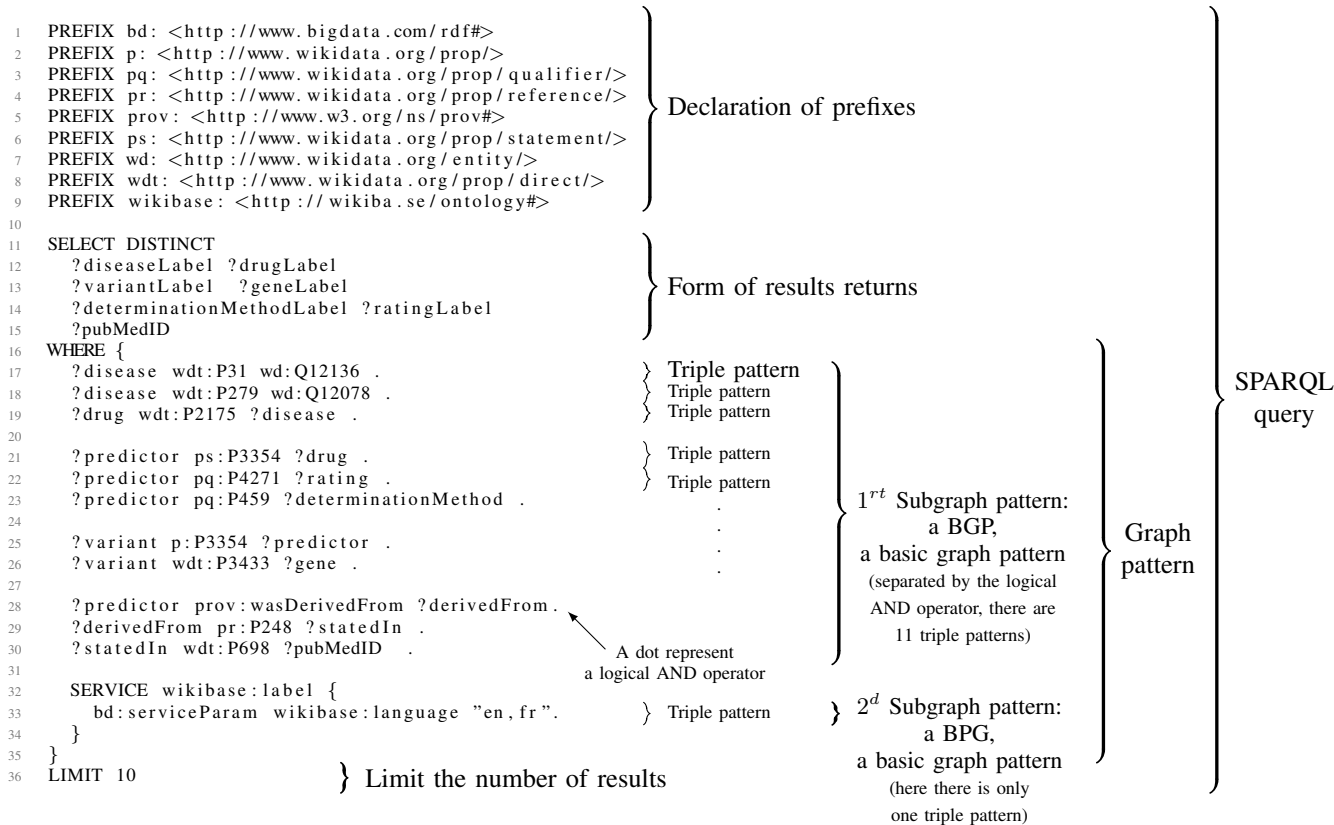 1 PREFIX bd: <http://www.bigdata.com/rdf#>
2 PREFIX p: <http://www.wikidata.org/prop/>
3 PREFIX pq: <http://www.wikidata.org/prop/qualifier/>
4 PREFIX pr: <http://www.wikidata.org/prop/reference/>
5 PREFIX prov: <http://www.w3.org/ns/prov#>
6 PREFIX ps: <http://www.wikidata.org/prop/statement/>
7 PREFIX wd: <http://www.wikidata.org/entity/>
8 PREFIX wdt: <http://www.wikidata.org/prop/direct/>
9 PREFIX wikibase: <http://wikiba.se/ontology#>
Declaration of prefixes
10
11 SELECT DISTINCT
12 ?diseaseLabel ?drugLabel
13 ?variantLabel ?geneLabel
14 ?determinationMethodLabel ?ratingLabel
15 ?pubMedID
Form of results returns
16 WHERE {
17 ?disease wdt:P31 wd:Q12136 . Triple pattern
18 ?disease wdt:P279 wd:Q12078 . Triple pattern
19 ?drug wdt:P2175 ?disease . Triple pattern
20
21 ?predictor ps:P3354 ?drug . Triple pattern
22 ?predictor pq:P4271 ?rating . Triple pattern
23 ?predictor pq:P459 ?determinationMethod . .
24 .
25 ?variant p:P3354 ?predictor . .
26 ?variant wdt:P3433 ?gene . .
27
28 ?predictor prov:wasDerivedFrom ?derivedFrom.
29 ?derivedFrom pr:P248 ?statedIn .
30 ?statedIn wdt:P698 ?pubMedID .
A dot represent
a logical AND operator
1rt Subgraph pattern:
a BGP,
a basic graph pattern
(separated by the logical
AND operator, there are
11 triple patterns)
31
32 SERVICE wikibase:label {
33 bd:serviceParam wikibase:language "en,fr". Triple pattern
34 }
35 }
2d Subgraph pattern:
a BPG,
a basic graph pattern
(here there is only
one triple pattern)
36 LIMIT 10
Limit the number of results
Graph
pattern
SPARQL
query